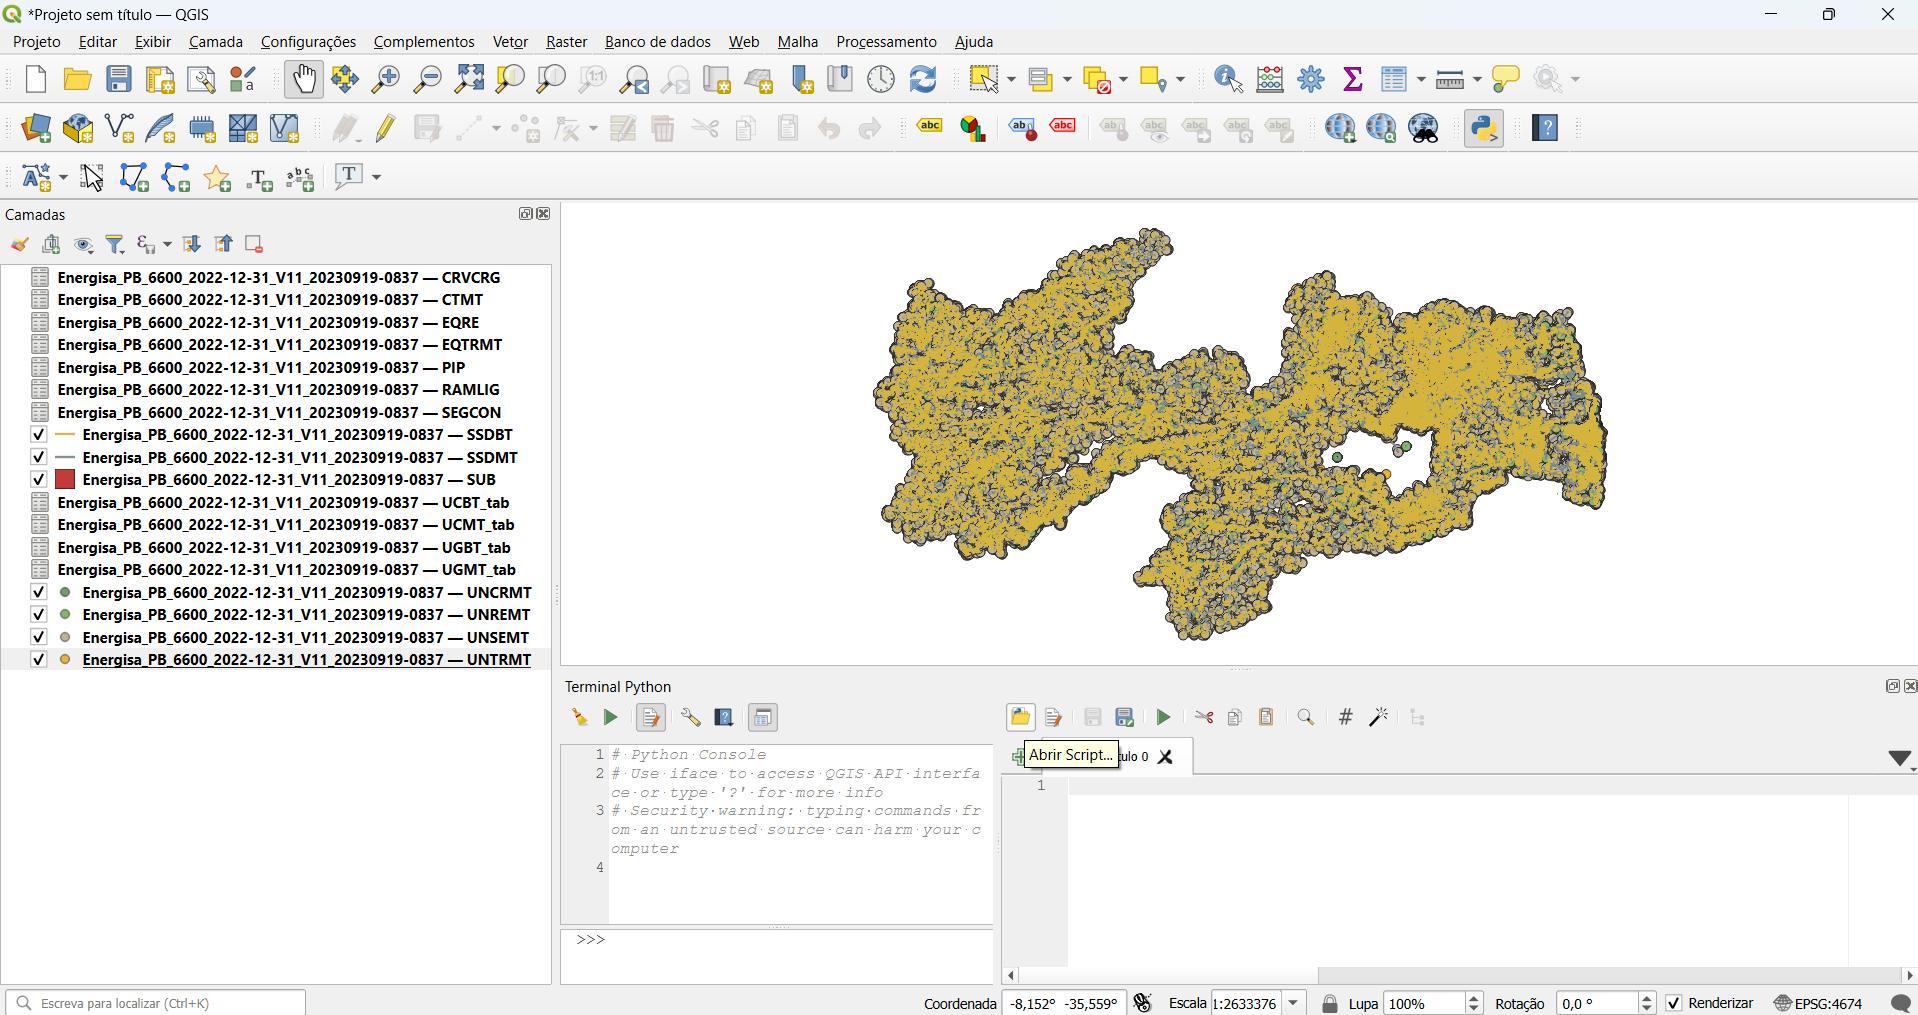 *Projeto sem título — QGIS
Projeto Editar Exibir Camada Configurações Complementos Vetor Raster Banco de dados Web Malha Processamento Ajuda
Camadas
Energisa_PB_6600_2022-12-31_V11_20230919-0837 — CRVCRG
Energisa_PB_6600_2022-12-31_V11_20230919-0837 — CTMT
Energisa_PB_6600_2022-12-31_V11_20230919-0837 — EQRE
Energisa_PB_6600_2022-12-31_V11_20230919-0837 — EQTRMT
Energisa_PB_6600_2022-12-31_V11_20230919-0837 — PIP
Energisa_PB_6600_2022-12-31_V11_20230919-0837 — RAMLIG
Energisa_PB_6600_2022-12-31_V11_20230919-0837 — SEGCON
Energisa_PB_6600_2022-12-31_V11_20230919-0837 — SSDBT
Energisa_PB_6600_2022-12-31_V11_20230919-0837 — SSDMT
Energisa_PB_6600_2022-12-31_V11_20230919-0837 — SUB
Energisa_PB_6600_2022-12-31_V11_20230919-0837 — UCBT_tab
Energisa_PB_6600_2022-12-31_V11_20230919-0837 — UCMT_tab
Energisa_PB_6600_2022-12-31_V11_20230919-0837 — UGBT_tab
Energisa_PB_6600_2022-12-31_V11_20230919-0837 — UGMT_tab
Energisa_PB_6600_2022-12-31_V11_20230919-0837 — UNCRMT
Energisa_PB_6600_2022-12-31_V11_20230919-0837 — UNREMT
Energisa_PB_6600_2022-12-31_V11_20230919-0837 — UNSEMT
Energisa_PB_6600_2022-12-31_V11_20230919-0837 — UNTRMT
Terminal Python
1 # Python Console
2 # Use iface to access QGIS API interfa
ce or type '?' for more info
3 # Security warning: typing commands fr
om an untrusted source can harm your c
omputer
4
>>>
Abrir Script... ulo 0
1
Escreva para localizar (Ctrl+K)
Coordenada -8,152° -35,559° Escala 1:2633376 Lupa 100% Rotação 0,0 ° Renderizar EPSG:4674